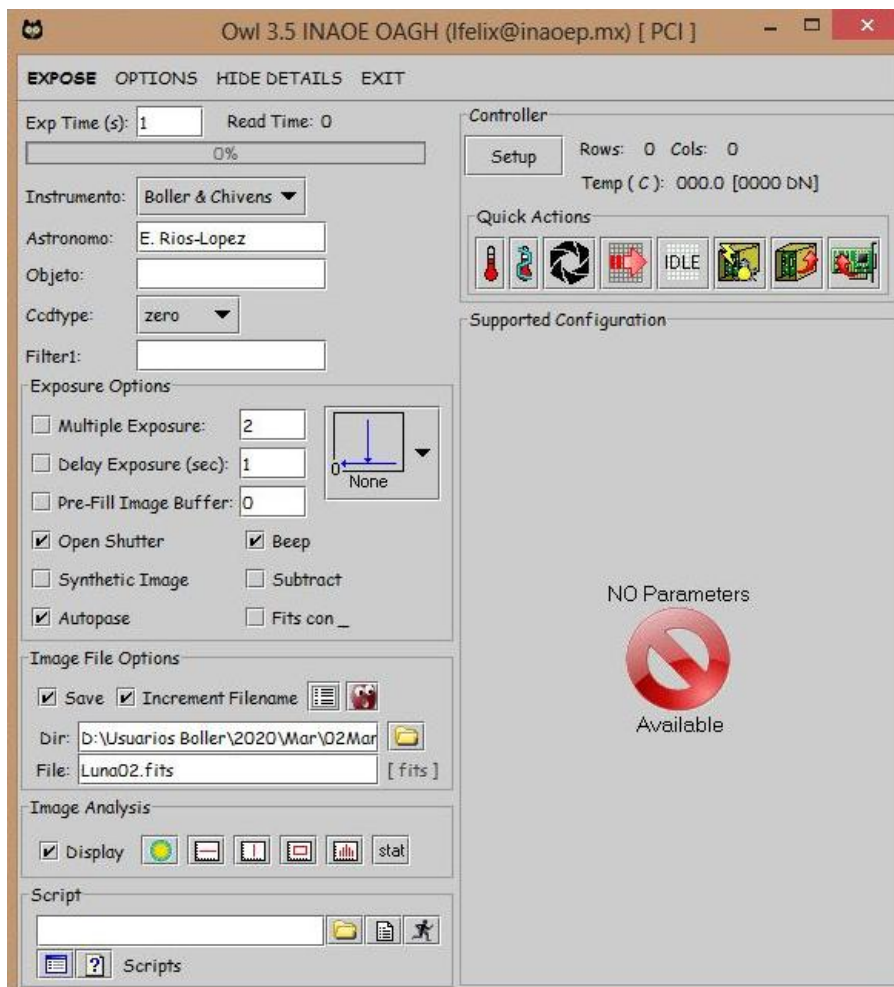 Owl 3.5 INAOE OAGH (lfelix@inaoep.mx) [ PCI ]
EXPOSE OPTIONS HIDE DETAILS EXIT
Exp Time (s): 1 Read Time: 0
0%
Instrumento: Boller & Chivens
Astronomo: E. Rios-Lopez
Objeto:
Ccdtype: zero
Filter1:
Exposure Options
Multiple Exposure: 2
Delay Exposure (sec): 1
Pre-Fill Image Buffer: 0
0
None
Open Shutter Beep
Synthetic Image Subtract
Autopase Fits con _
Image File Options
Save Increment Filename
Dir: D:\Usuarios Boller\2020\Mar\02Mar
File: Luna02.fits [ fits ]
Image Analysis
Display stat
Script
Scripts
Controller
Setup Rows: 0 Cols: 0
Temp ( C ): 000.0 [0000 DN]
Quick Actions
IDLE
Supported Configuration
NO Parameters
Available